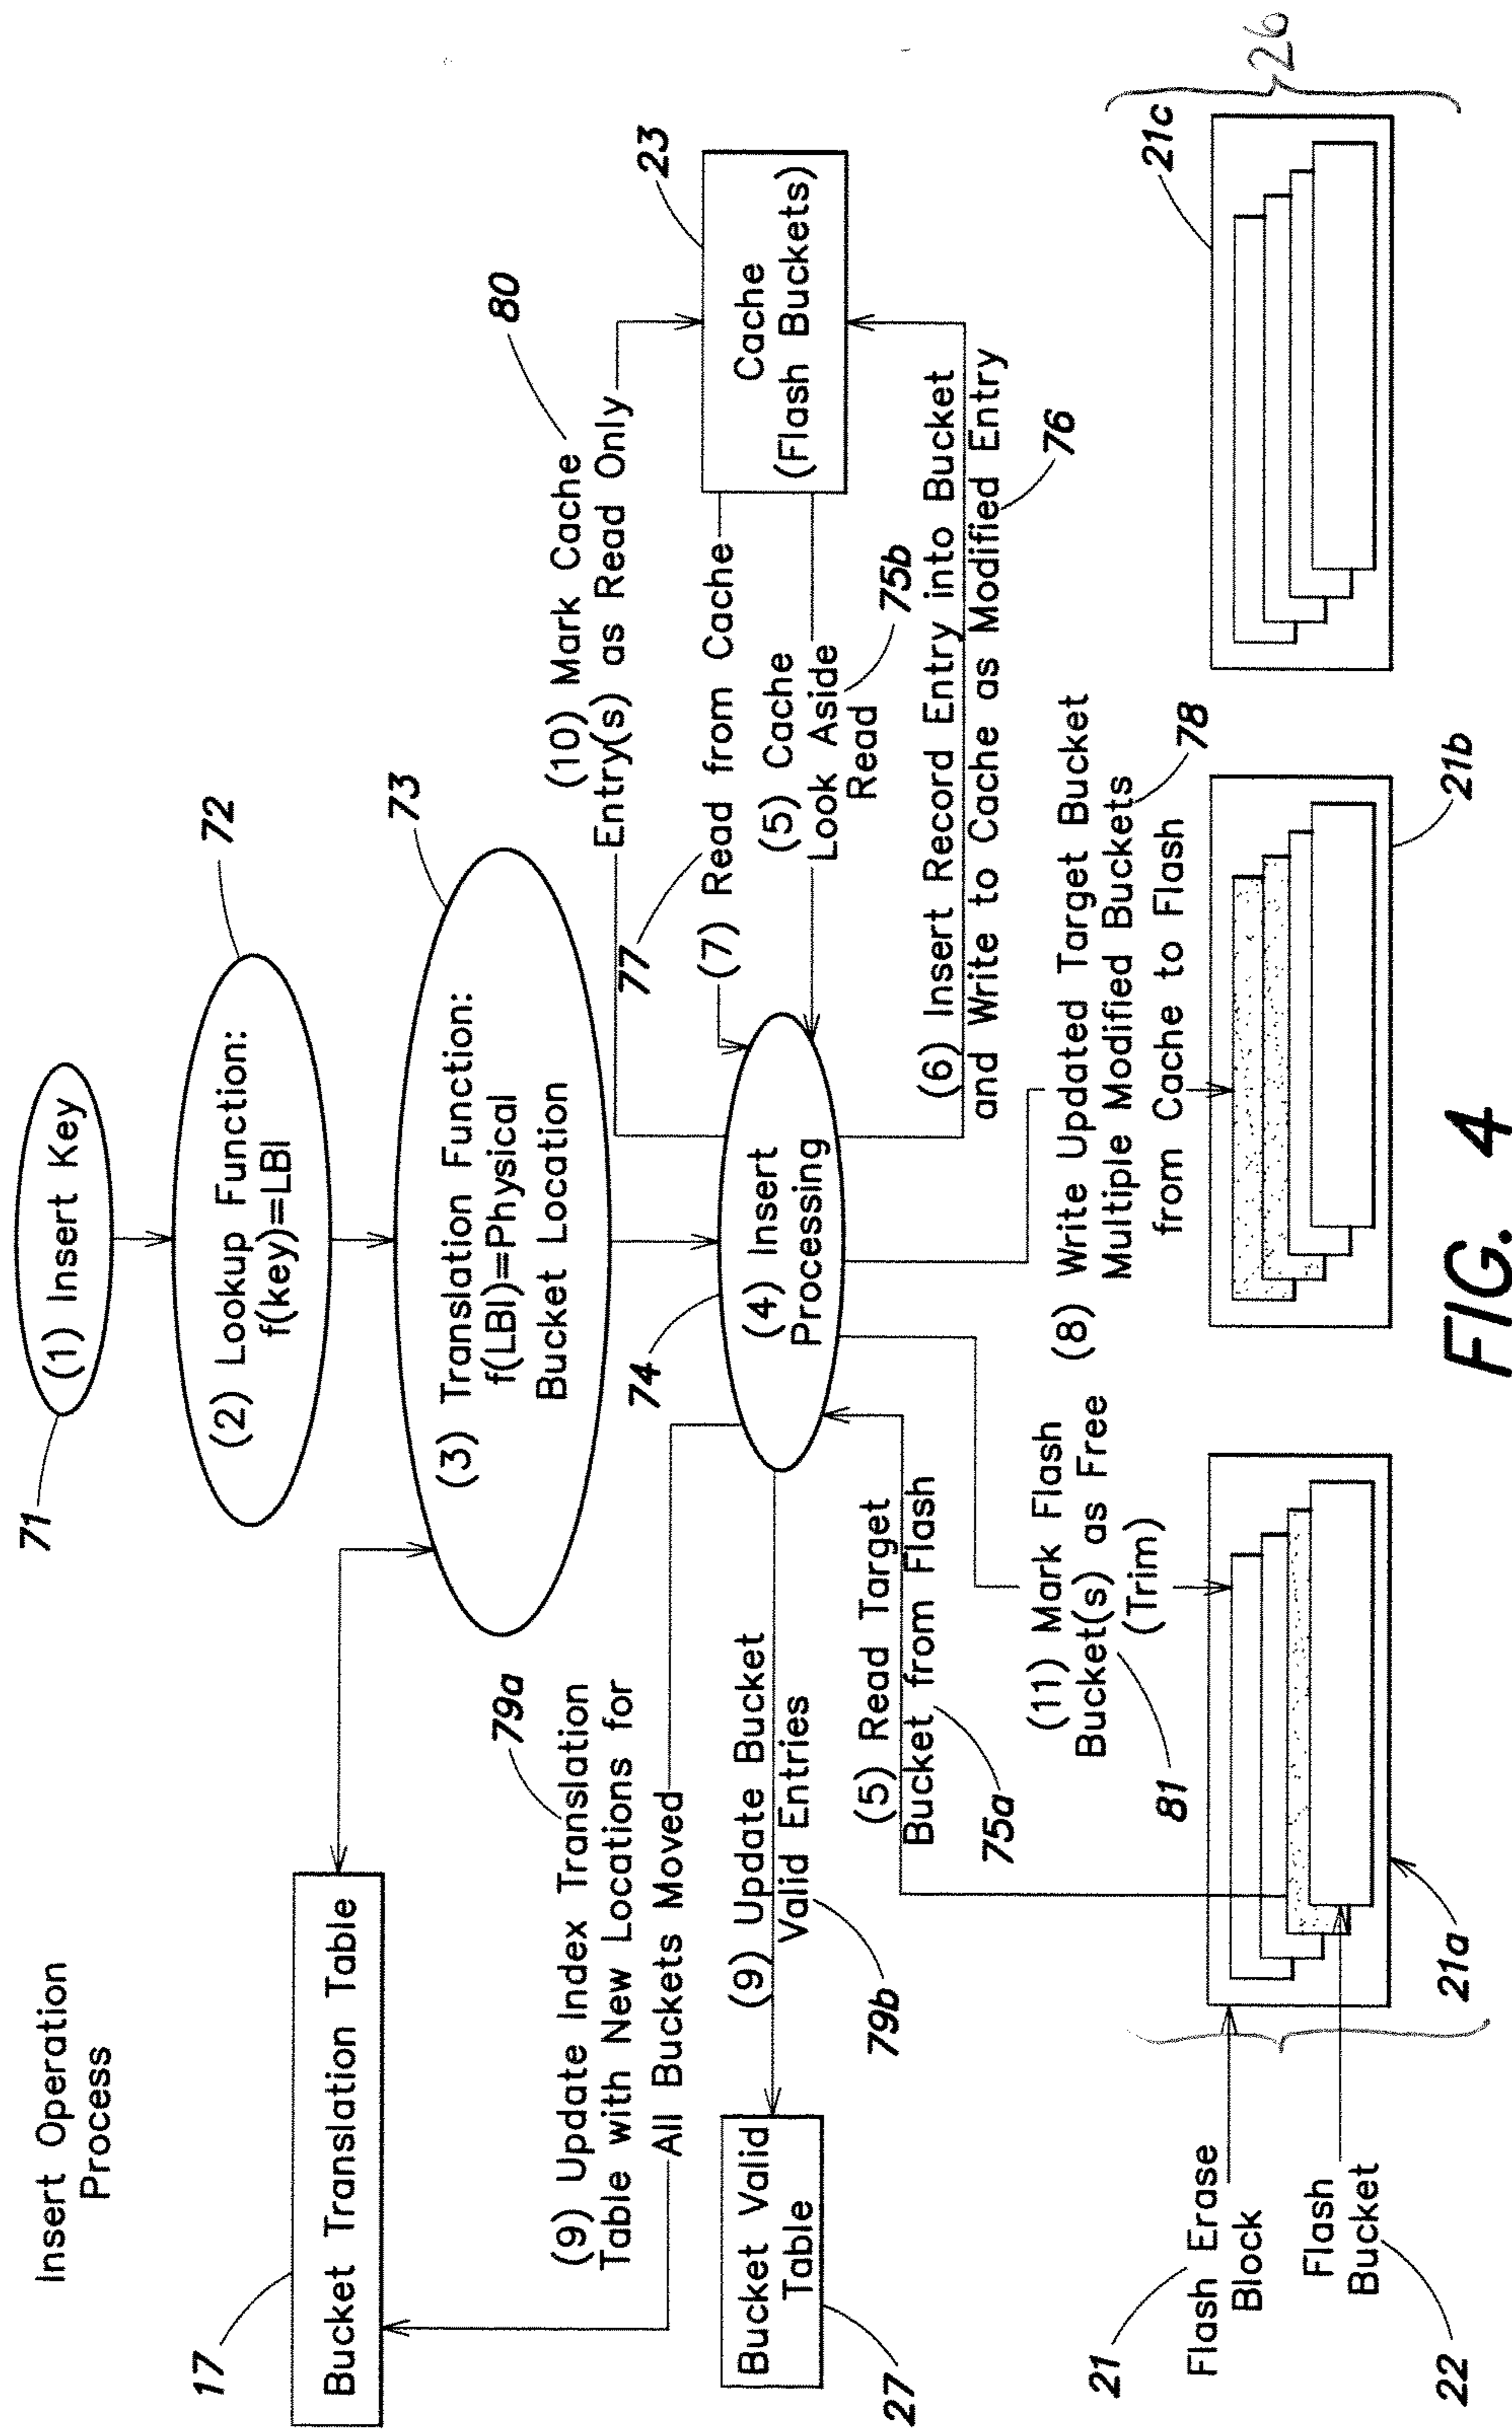 Insert Operation
Process
71
(1) Insert Key
72
(2) Lookup Function:
f(key)=LBI
73
(3) Translation Function:
f(LBI)=Physical
Bucket Location
17
Bucket Translation Table
79a
(9) Update Index Translation
Table with New Locations for
All Buckets Moved
74
(4) Insert
Processing
80
(10) Mark Cache
Entry(s) as Read Only
77
(7) Read from Cache
(5) Cache
Look Aside
Read
75b
23
Cache
(Flash Buckets)
(9) Update Bucket
Valid Entries
79b
Bucket Valid
Table
27
(5) Read Target
Bucket from Flash
75a
(6) Insert Record Entry into Bucket
and Write to Cache as Modified Entry
76
(11) Mark Flash
Bucket(s) as Free
(Trim)
81
(8) Write Updated Target Bucket
Multiple Modified Buckets
from Cache to Flash
78
21
Flash Erase
Block
22
Flash
Bucket
21a
21b
21c
26
FIG. 4